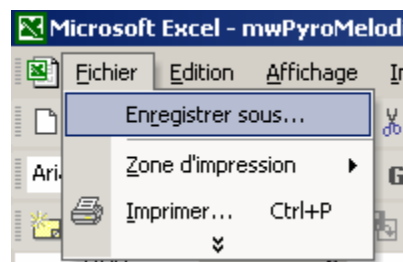 Microsoft Excel - mwPyroMelod
Fichier Edition Affichage
Enregistrer sous...
Zone d'impression
Imprimer... Ctrl+P